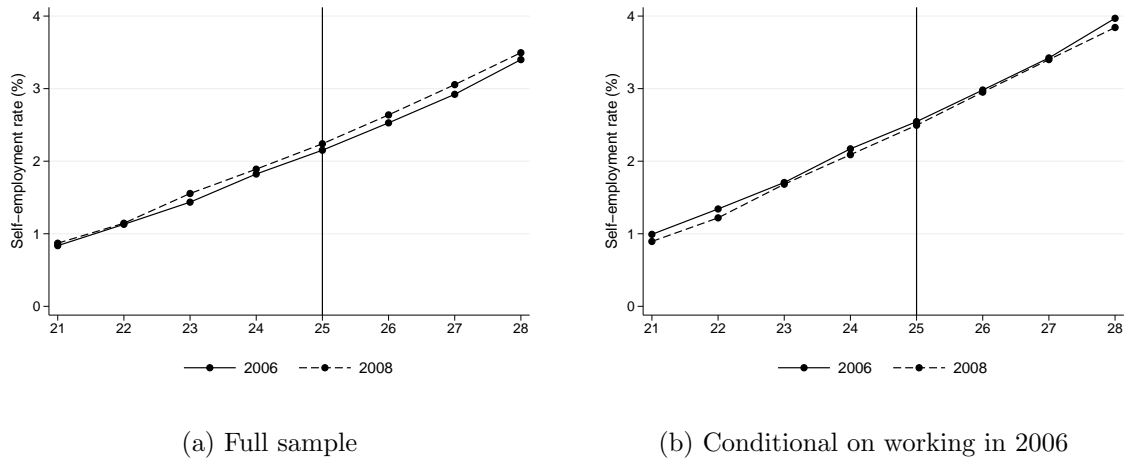 Self−employment rate (%)
4
3
2
1
0
21 22 23 24 25 26 27 28
2006 2008
(a) Full sample
Self−employment rate (%)
4
3
2
1
0
21 22 23 24 25 26 27 28
2006 2008
(b) Conditional on working in 2006